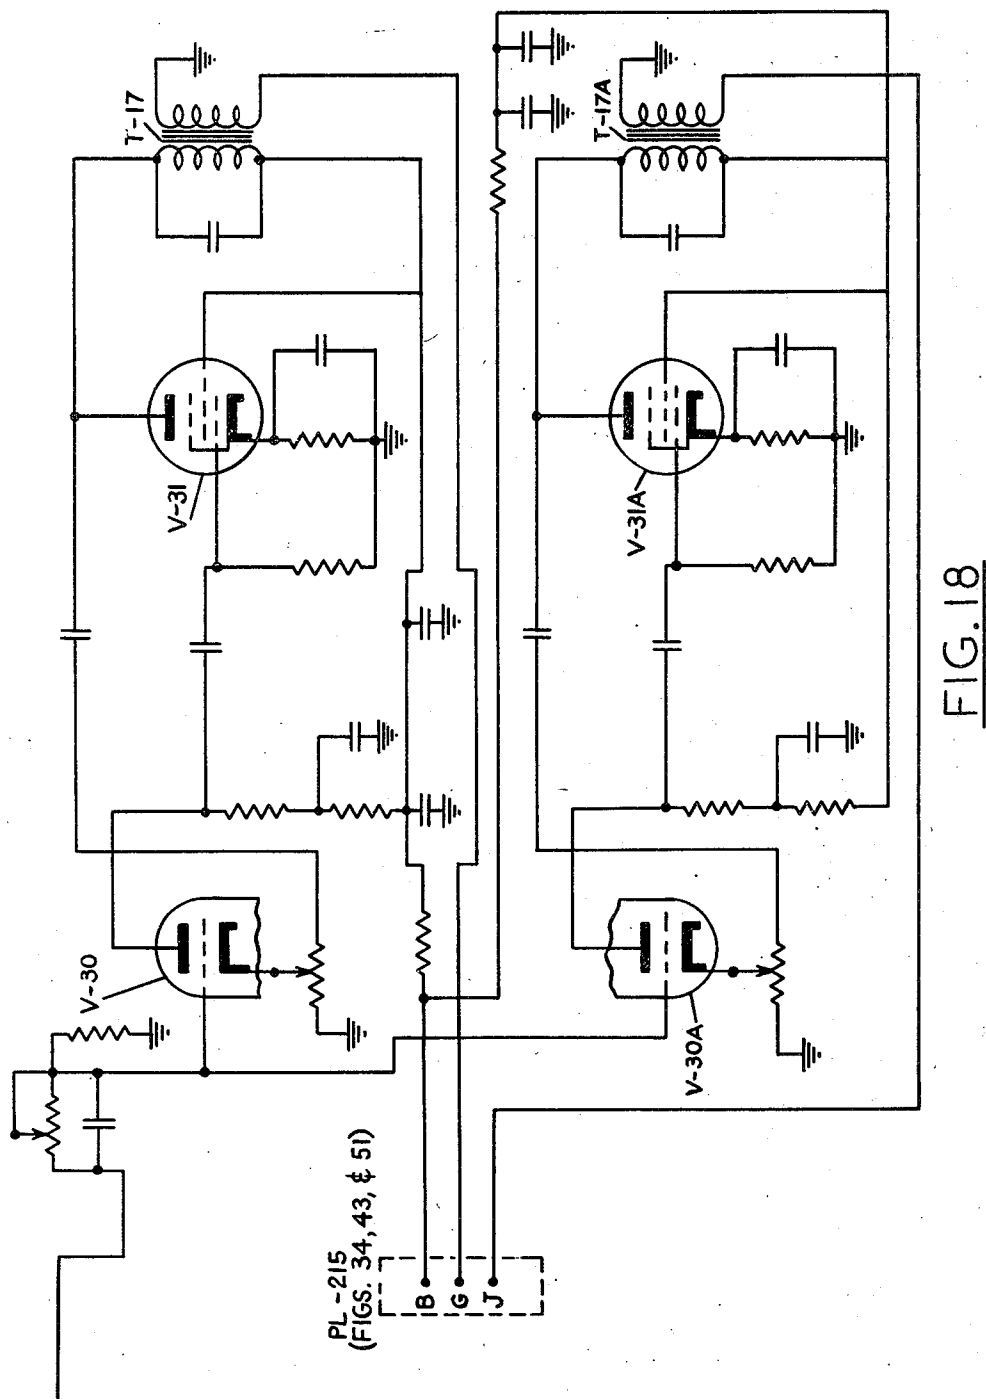 V-30
V-31
T-17
PL-215
(FIGS. 34, 43, & 51)
B
G
J
V-30A
V-31A
T-17A
FIG. 18